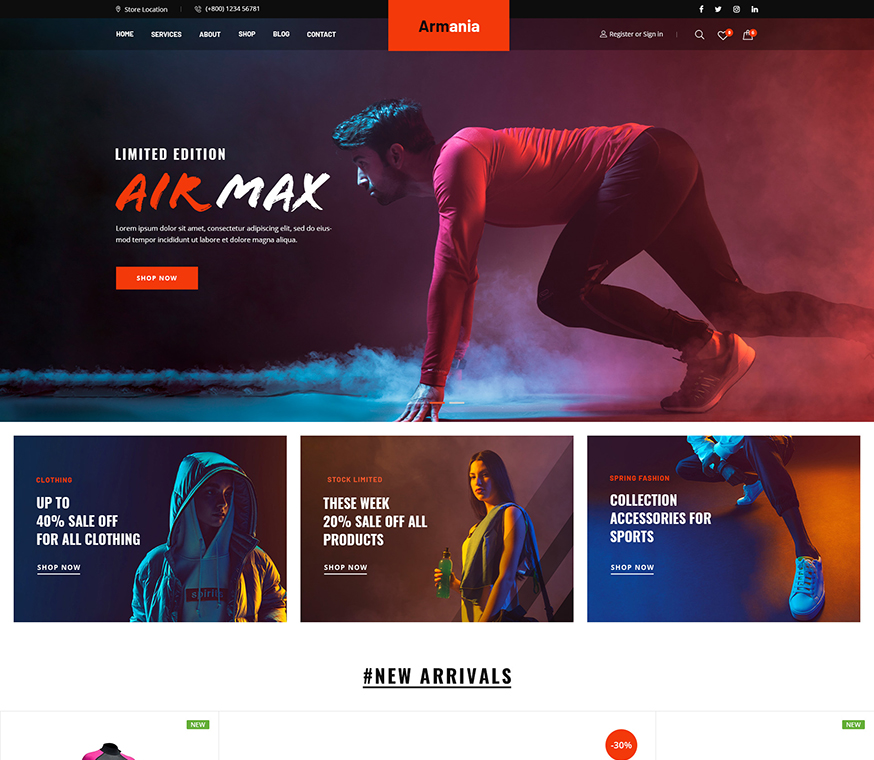 Store Location
(+800) 1234 56781
HOME SERVICES ABOUT SHOP BLOG CONTACT
Armania
Register or Sign in
LIMITED EDITION
AIR MAX
Lorem ipsum dolor sit amet, consectetur adipiscing elit, sed do eius-
mod tempor incididunt ut labore et dolore magna aliqua.
SHOP NOW
CLOTHING
UP TO
40% SALE OFF
FOR ALL CLOTHING
SHOP NOW
STOCK LIMITED
THESE WEEK
20% SALE OFF ALL
PRODUCTS
SHOP NOW
SPRING FASHION
COLLECTION
ACCESSORIES FOR
SPORTS
SHOP NOW
#NEW ARRIVALS
NEW
-30%
NEW